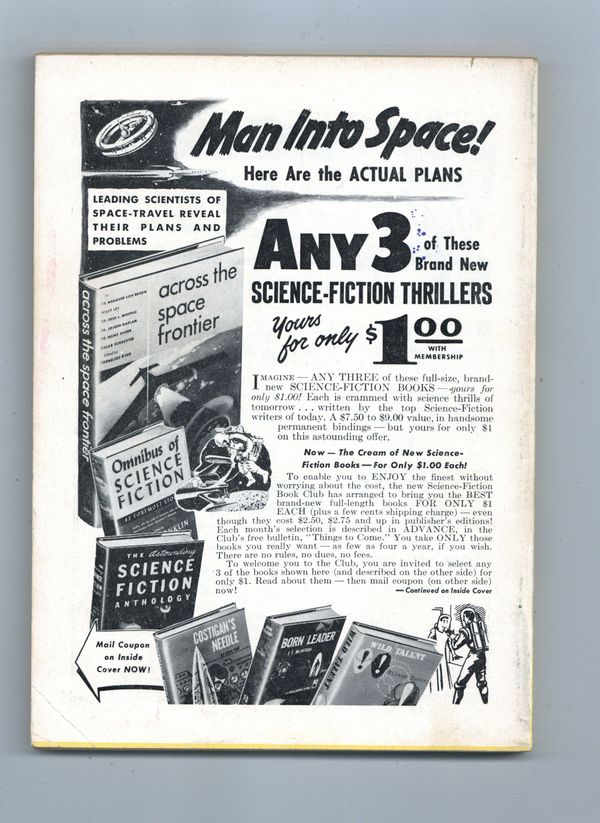 Man Into Space!
Here Are the ACTUAL PLANS
LEADING SCIENTISTS OF
SPACE-TRAVEL REVEAL
THEIR PLANS AND
PROBLEMS
ANY 3 of These
Brand New
SCIENCE-FICTION THRILLERS
Yours
for only $1.00
WITH
MEMBERSHIP
across the
space
frontier
across the space frontier
IMAGINE — ANY THREE of these full-size, brand-
new SCIENCE-FICTION BOOKS — yours for
only $1.00! Each is crammed with science thrills of
tomorrow . . . written by the top Science-Fiction
writers of today. A $7.50 to $9.00 value, in handsome
permanent bindings — but yours for only $1
on this astounding offer.
Now — The Cream of New Science-
Fiction Books — For Only $1.00 Each!
To enable you to ENJOY the finest without
worrying about the cost, the new Science-Fiction
Book Club has arranged to bring you the BEST
brand-new full-length books FOR ONLY $1
EACH (plus a few cents shipping charge) — even
though they cost $2.50, $2.75 and up in publisher's editions!
Each month's selection is described in ADVANCE, in the
Club's free bulletin, "Things to Come." You take ONLY those
books you really want — as few as four a year, if you wish.
There are no rules, no dues, no fees.
To welcome you to the Club, you are invited to select any
3 of the books shown here (and described on the other side) for
only $1. Read about them — then mail coupon (on other side)
now!
— Continued on Inside Cover
Omnibus of
SCIENCE
FICTION
THE Astounding
SCIENCE
FICTION
ANTHOLOGY
Mail Coupon
on Inside
Cover NOW!
COSTIGAN'S
NEEDLE
BORN LEADER
J. T. McINTOSH
WILD TALENT
WILD TALENT